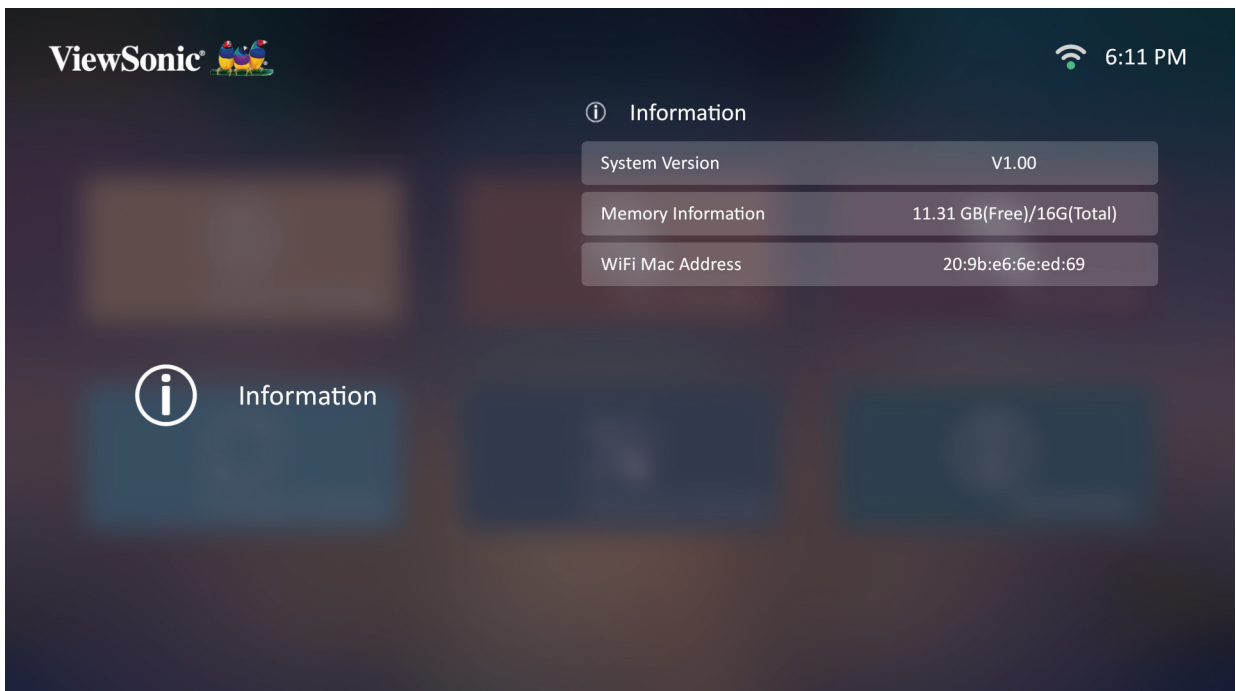 ViewSonic®
6:11 PM
Information
System Version V1.00
Memory Information 11.31 GB(Free)/16G(Total)
WiFi Mac Address 20:9b:e6:6e:ed:69
Information